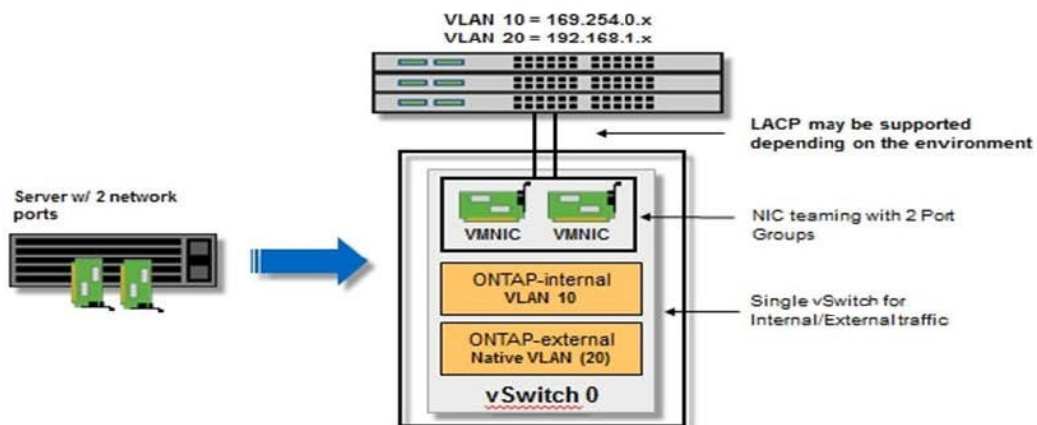 VLAN 10 = 169.254.0.x
VLAN 20 = 192.168.1.x
LACP may be supported
depending on the environment
Server w/ 2 network
ports
VMNIC
VMNIC
NIC teaming with 2 Port
Groups
ONTAP-internal
VLAN 10
Single vSwitch for
Internal/External traffic
ONTAP-external
Native VLAN (20)
vSwitch 0